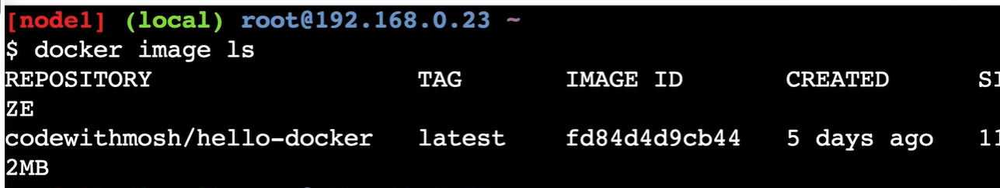 [node1] (local) root@192.168.0.23 ~
$ docker image ls
REPOSITORY TAG IMAGE ID CREATED SI
ZE
codewithmosh/hello-docker latest fd84d4d9cb44 5 days ago 11
2MB